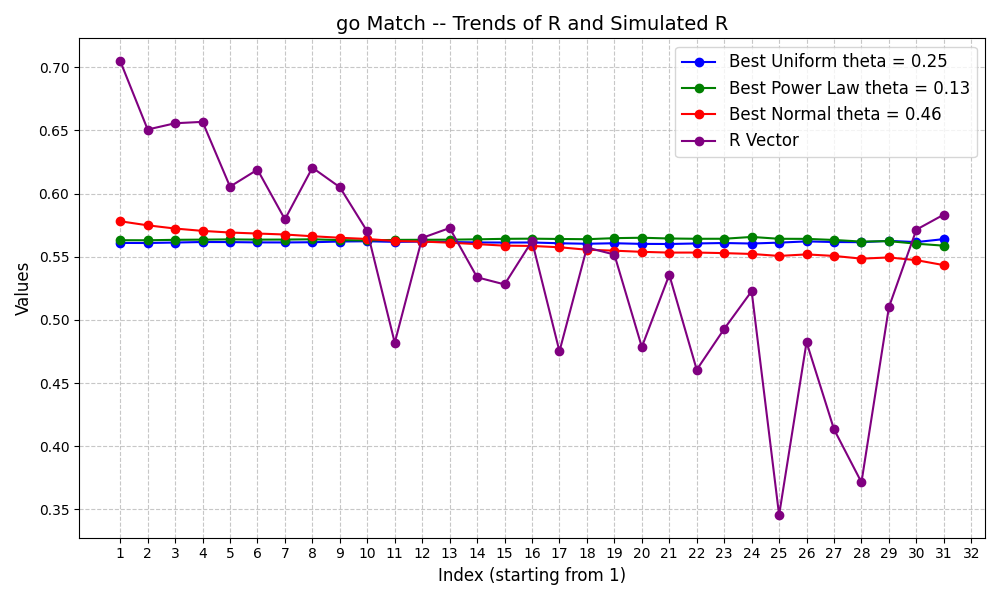 go Match -- Trends of R and Simulated R
Best Uniform theta = 0.25
Best Power Law theta = 0.13
Best Normal theta = 0.46
R Vector
Values
0.70
0.65
0.60
0.55
0.50
0.45
0.40
0.35
1 2 3 4 5 6 7 8 9 10 11 12 13 14 15 16 17 18 19 20 21 22 23 24 25 26 27 28 29 30 31 32
Index (starting from 1)